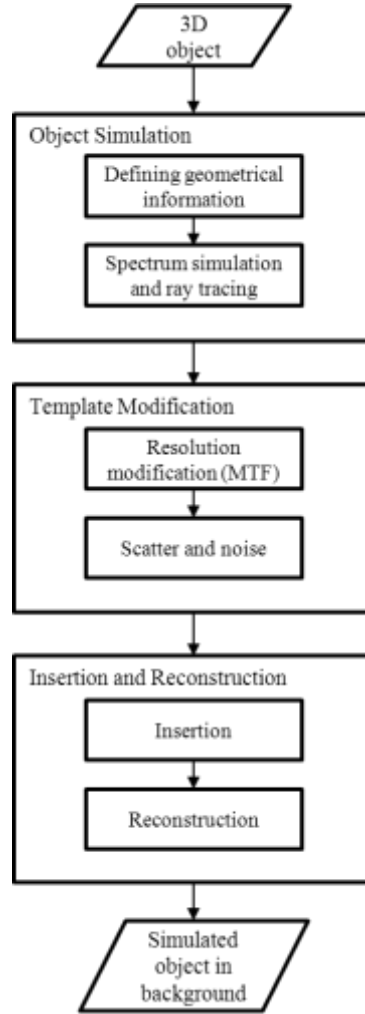 3D
object
Object Simulation
Defining geometrical
information
Spectrum simulation
and ray tracing
Template Modification
Resolution
modification (MTF)
Scatter and noise
Insertion and Reconstruction
Insertion
Reconstruction
Simulated
object in
background